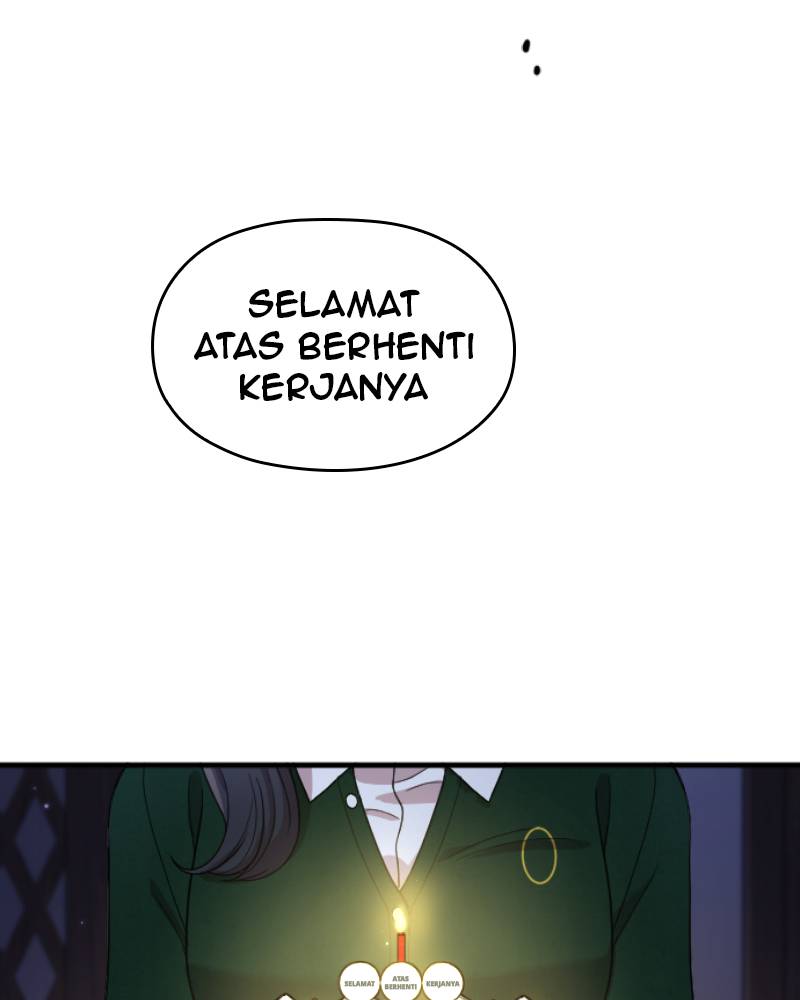 SELAMAT
ATAS BERHENTI
KERJANYA
SELAMAT
ATAS
BERHENTI
KERJANYA